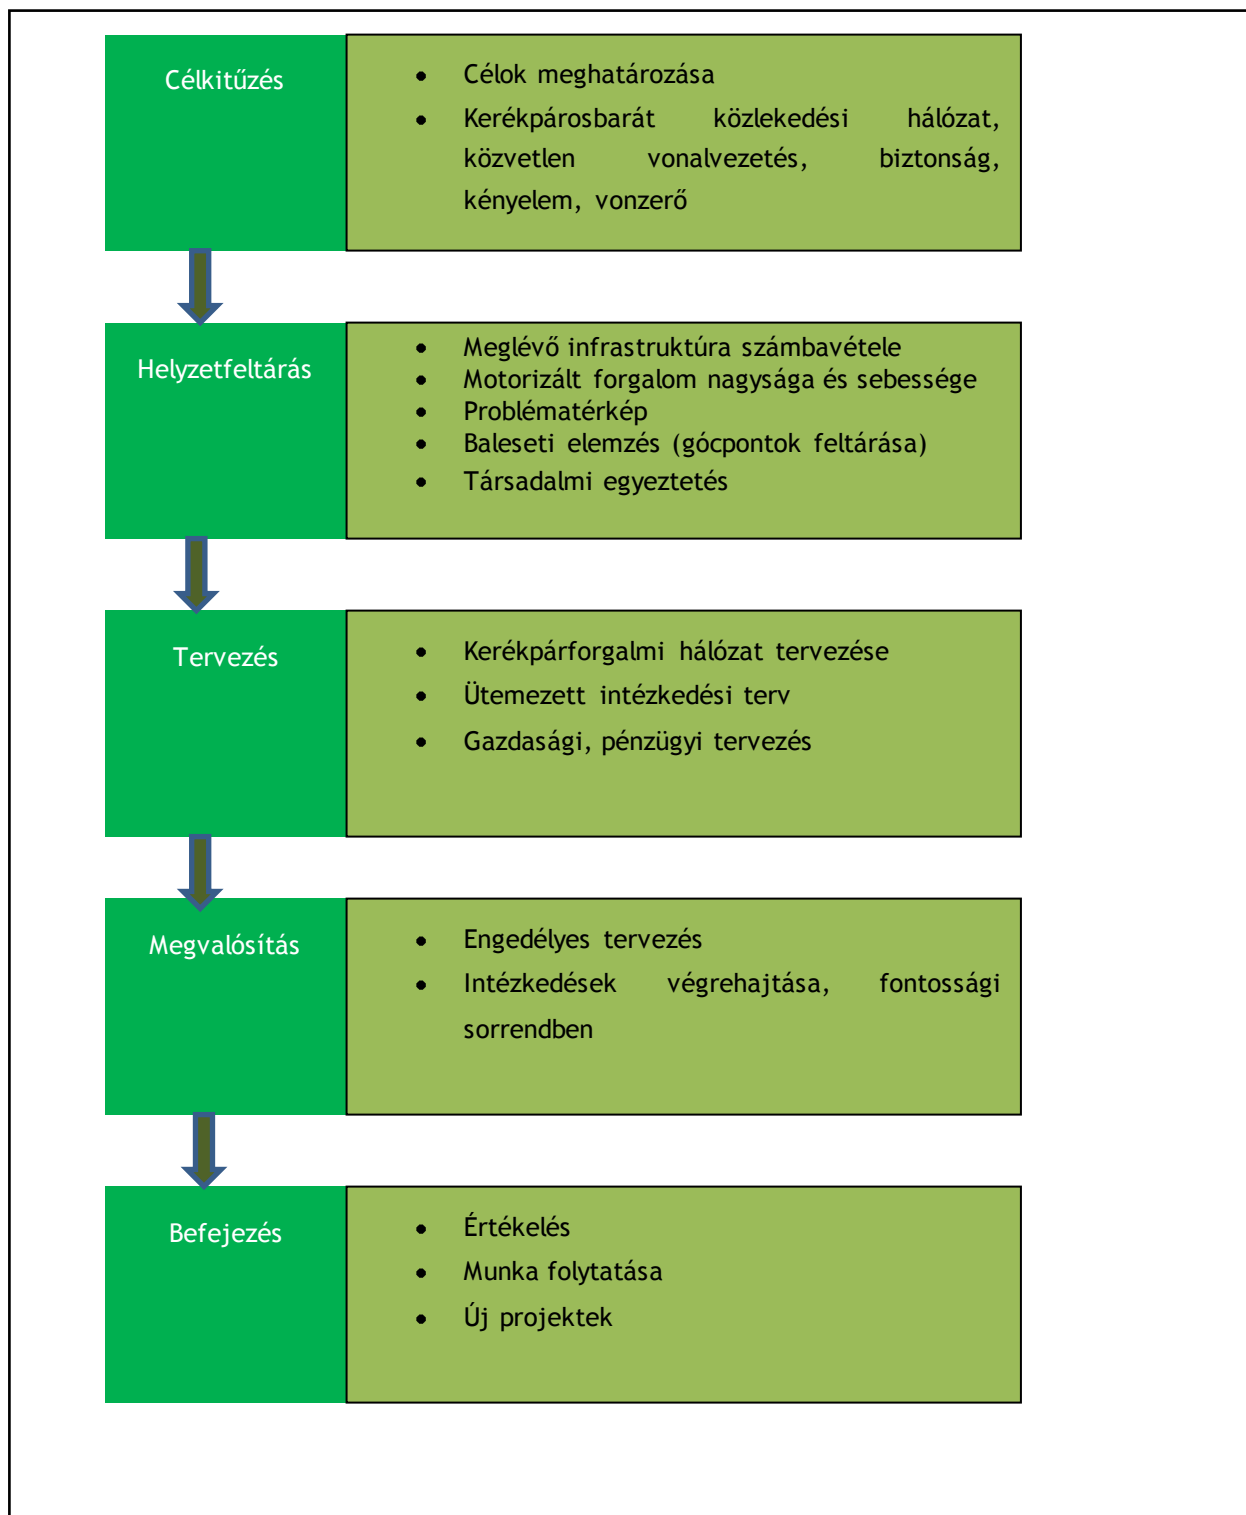 Célkitűzés
• Célok meghatározása
• Kerékpárosbarát közlekedési hálózat,
közvetlen vonalvezetés, biztonság,
kényelem, vonzerő
Helyzetfeltárás
• Meglévő infrastruktúra számbavétele
• Motorizált forgalom nagysága és sebessége
• Problématérkép
• Baleseti elemzés (gócpontok feltárása)
• Társadalmi egyeztetés
Tervezés
• Kerékpárforgalmi hálózat tervezése
• Ütemezett intézkedési terv
• Gazdasági, pénzügyi tervezés
Megvalósítás
• Engedélyes tervezés
• Intézkedések végrehajtása, fontossági
sorrendben
Befejezés
• Értékelés
• Munka folytatása
• Új projektek